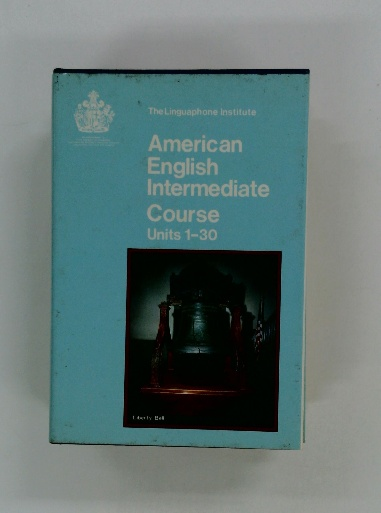 The Linguaphone Institute
American
English
Intermediate
Course
Units 1-30
Liberty Bell